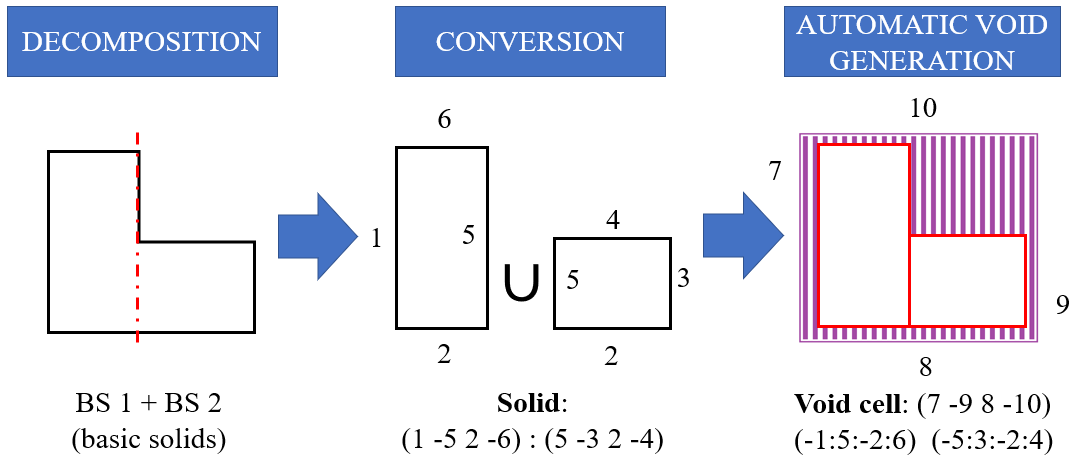 DECOMPOSITION
CONVERSION
AUTOMATIC VOID
GENERATION
6
1
5
2
∪
4
5
3
2
10
7
9
8
BS 1 + BS 2
(basic solids)
Solid:
(1 -5 2 -6) : (5 -3 2 -4)
Void cell: (7 -9 8 -10)
(-1:5:-2:6) (-5:3:-2:4)